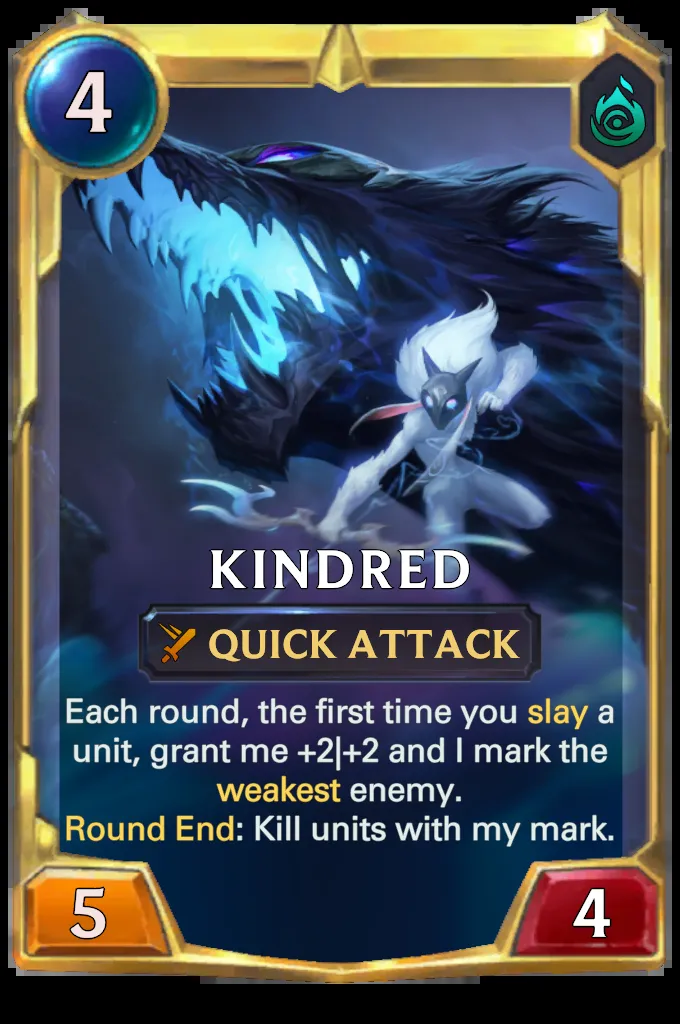 4
KINDRED
QUICK ATTACK
Each round, the first time you slay a
unit, grant me +2|+2 and I mark the
weakest enemy.
Round End: Kill units with my mark.
5 4